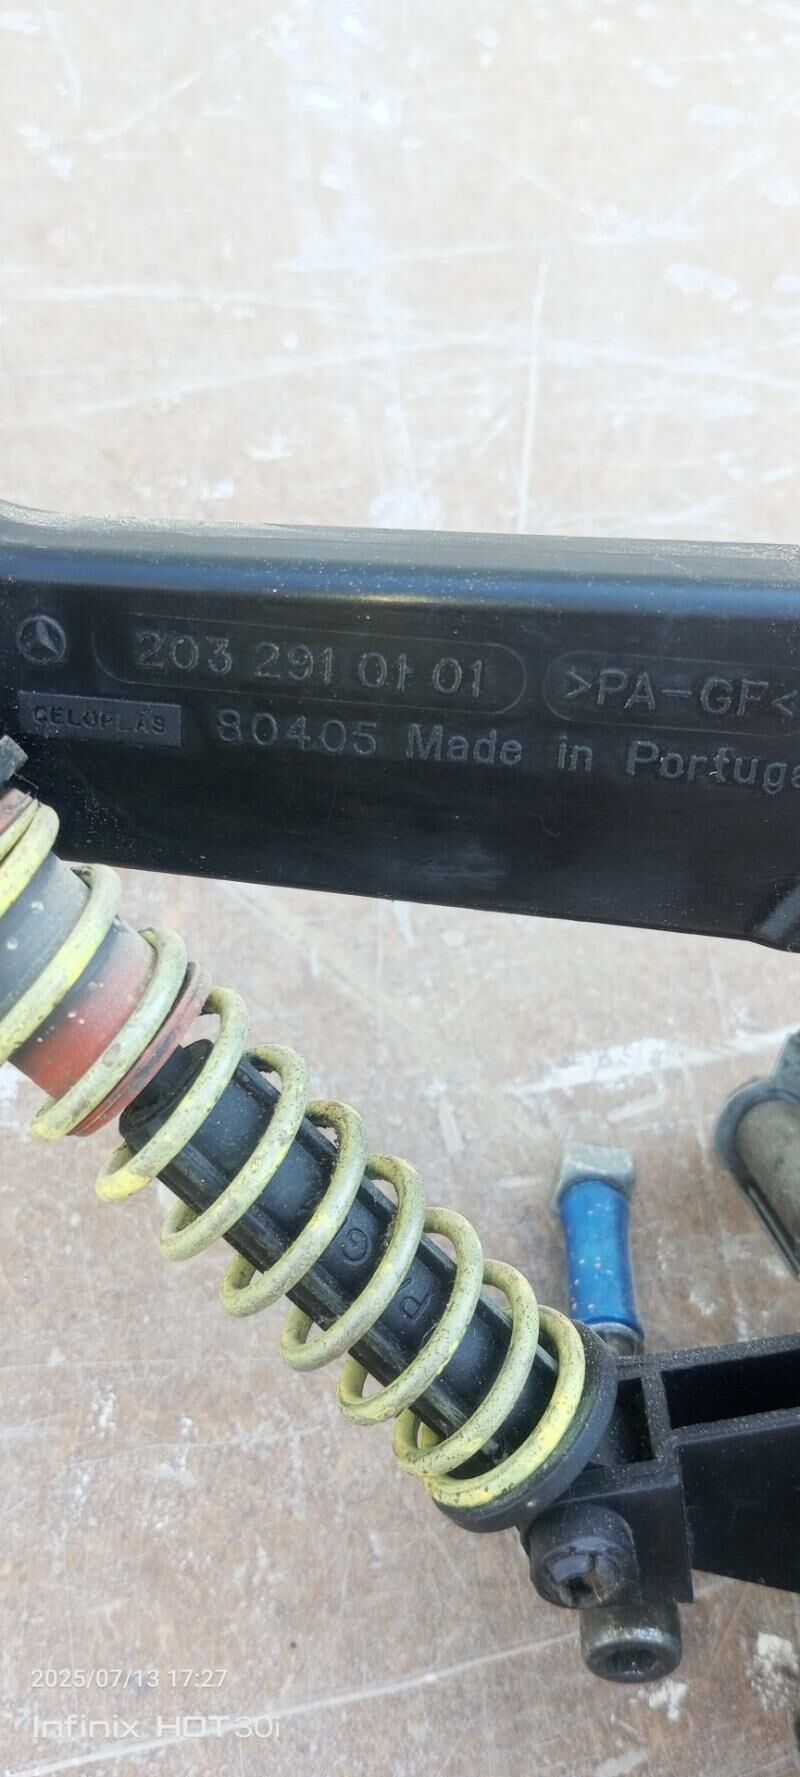 203 291 01 01 >PA-GF<
CELOPLÁS 80405 Made in Portuga
G
R
2025/07/13 17:27
Infinix HOT 30i